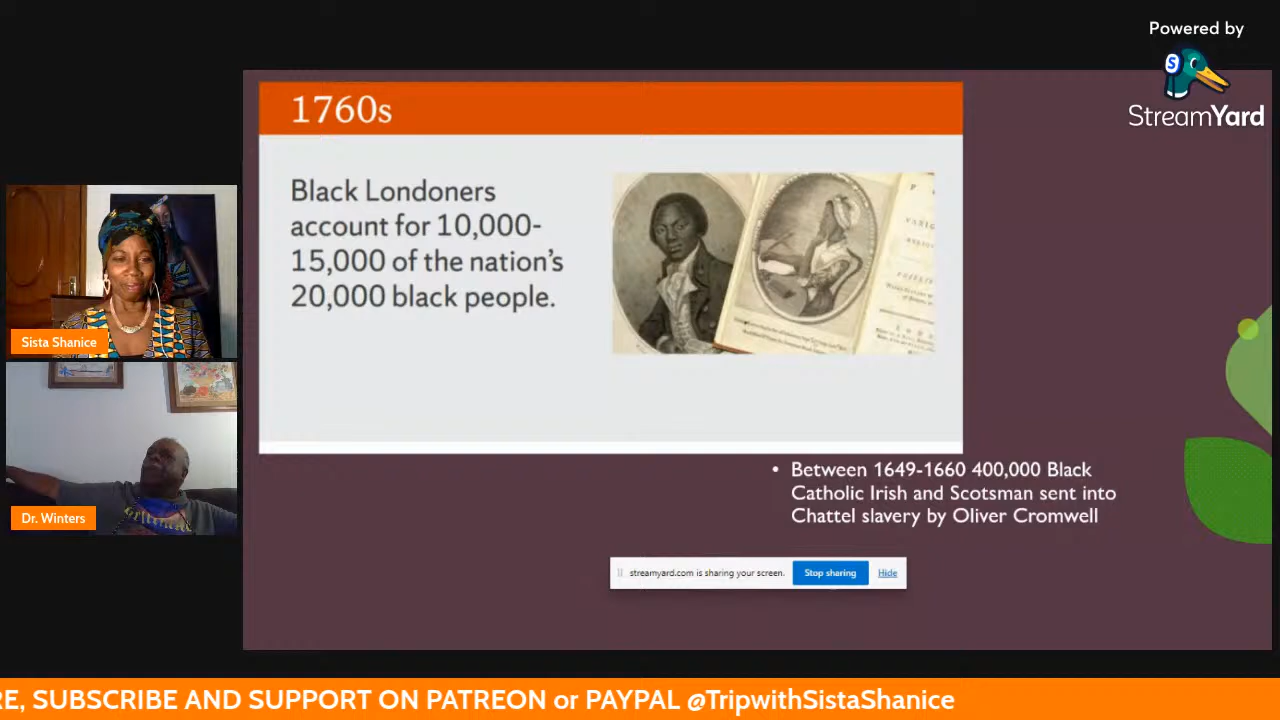 Powered by
S
StreamYard
1760s
Black Londoners
account for 10,000-
15,000 of the nation's
20,000 black people.
Sista Shanice
Dr. Winters
• Between 1649-1660 400,000 Black
Catholic Irish and Scotsman sent into
Chattel slavery by Oliver Cromwell
streamyard.com is sharing your screen.
Stop sharing
Hide
RE, SUBSCRIBE AND SUPPORT ON PATREON or PAYPAL @TripwithSistaShanice